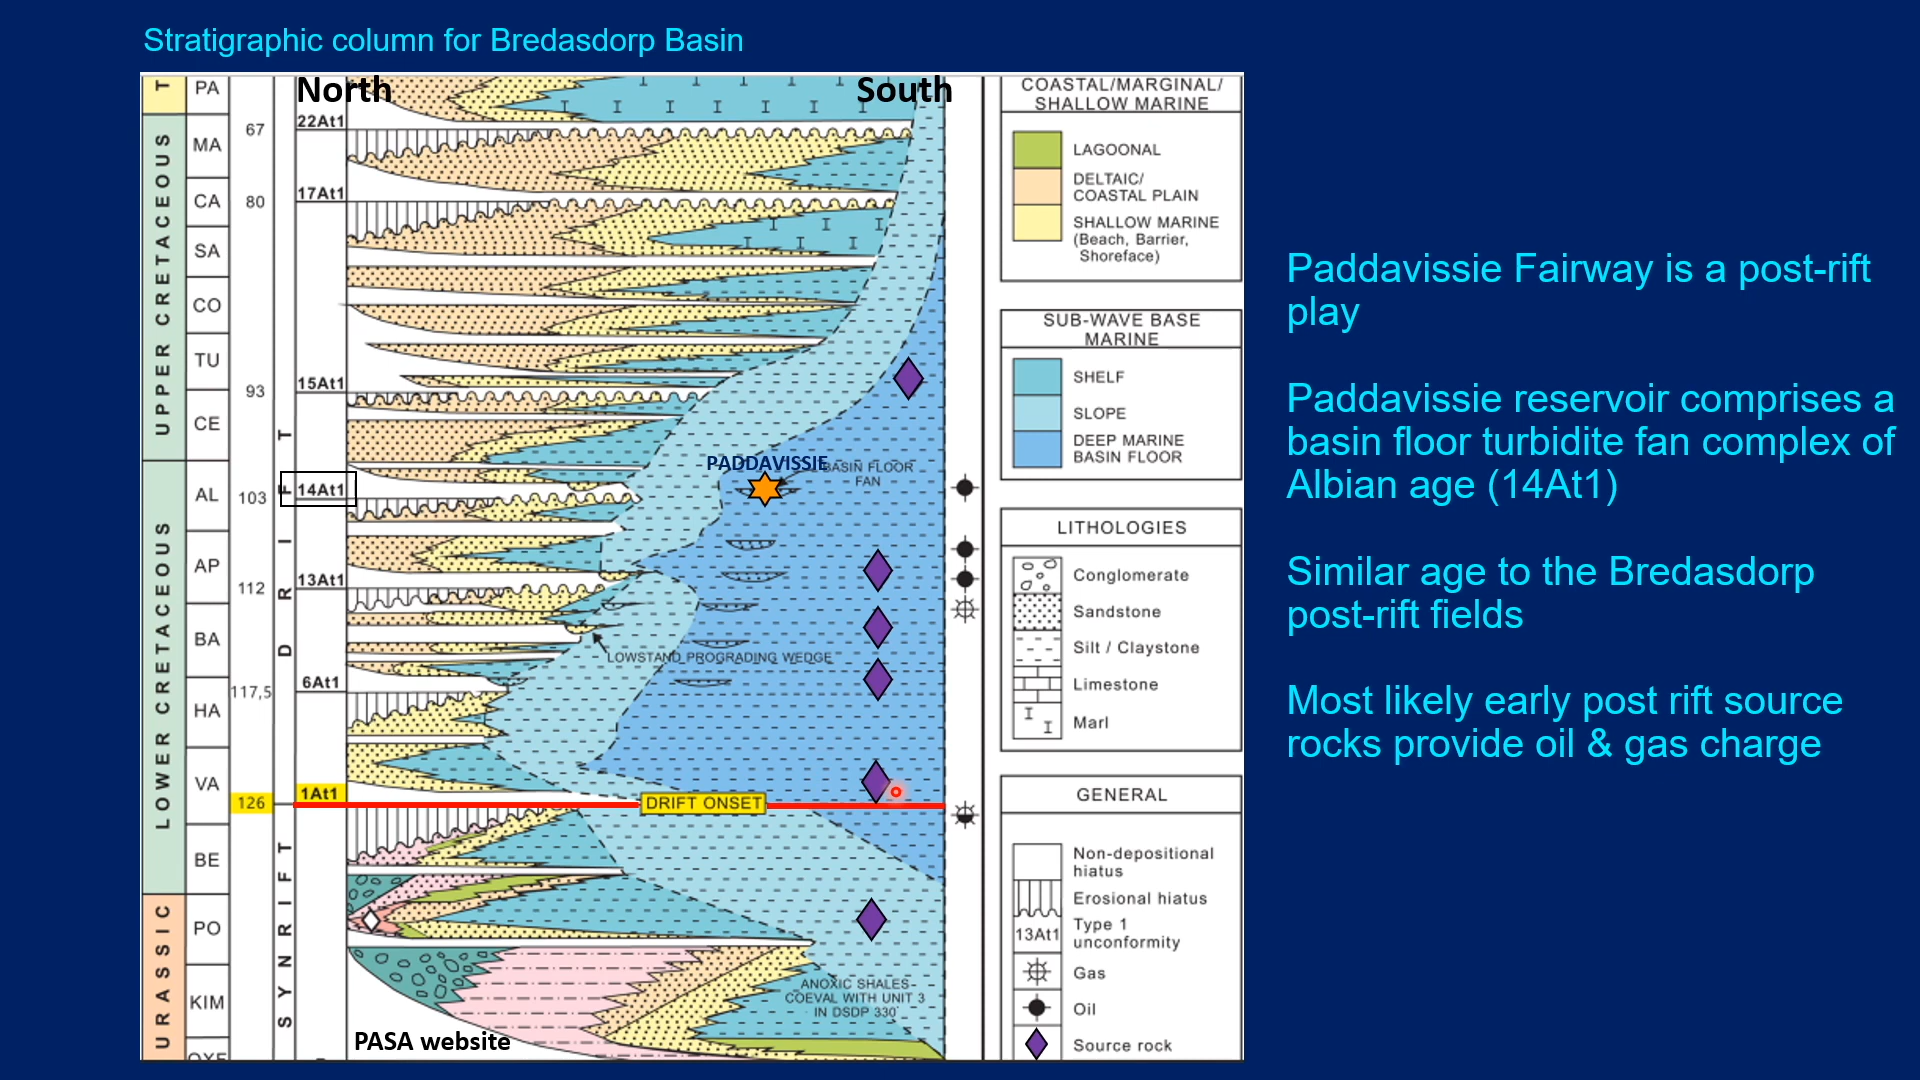 Stratigraphic column for Bredasdorp Basin
North
South
T
UPPER CRETACEOUS
LOWER CRETACEOUS
URASSIC
PA
MA
CA
SA
CO
TU
CE
AL
AP
BA
HA
VA
BE
PO
KIM
OXF
67
80
93
103
112
117,5
126
DRIFT
SYNRIFT
22At1
17At1
15At1
14At1
13At1
6At1
1At1
PADDAVISSIE
BASIN FLOOR
FAN
LOWSTAND PROGRADING WEDGE
DRIFT ONSET
ANOXIC SHALES
COEVAL WITH UNIT 3
IN DSDP 330
PASA website
COASTAL/MARGINAL/
SHALLOW MARINE
LAGOONAL
DELTAIC/
COASTAL PLAIN
SHALLOW MARINE
(Beach, Barrier,
Shoreface)
SUB-WAVE BASE
MARINE
SHELF
SLOPE
DEEP MARINE
BASIN FLOOR
LITHOLOGIES
Conglomerate
Sandstone
Silt / Claystone
Limestone
Marl
GENERAL
Non-depositional
hiatus
Erosional hiatus
13At1
Type 1
unconformity
Gas
Oil
Source rock
Paddavissie Fairway is a post-rift
play
Paddavissie reservoir comprises a
basin floor turbidite fan complex of
Albian age (14At1)
Similar age to the Bredasdorp
post-rift fields
Most likely early post rift source
rocks provide oil & gas charge